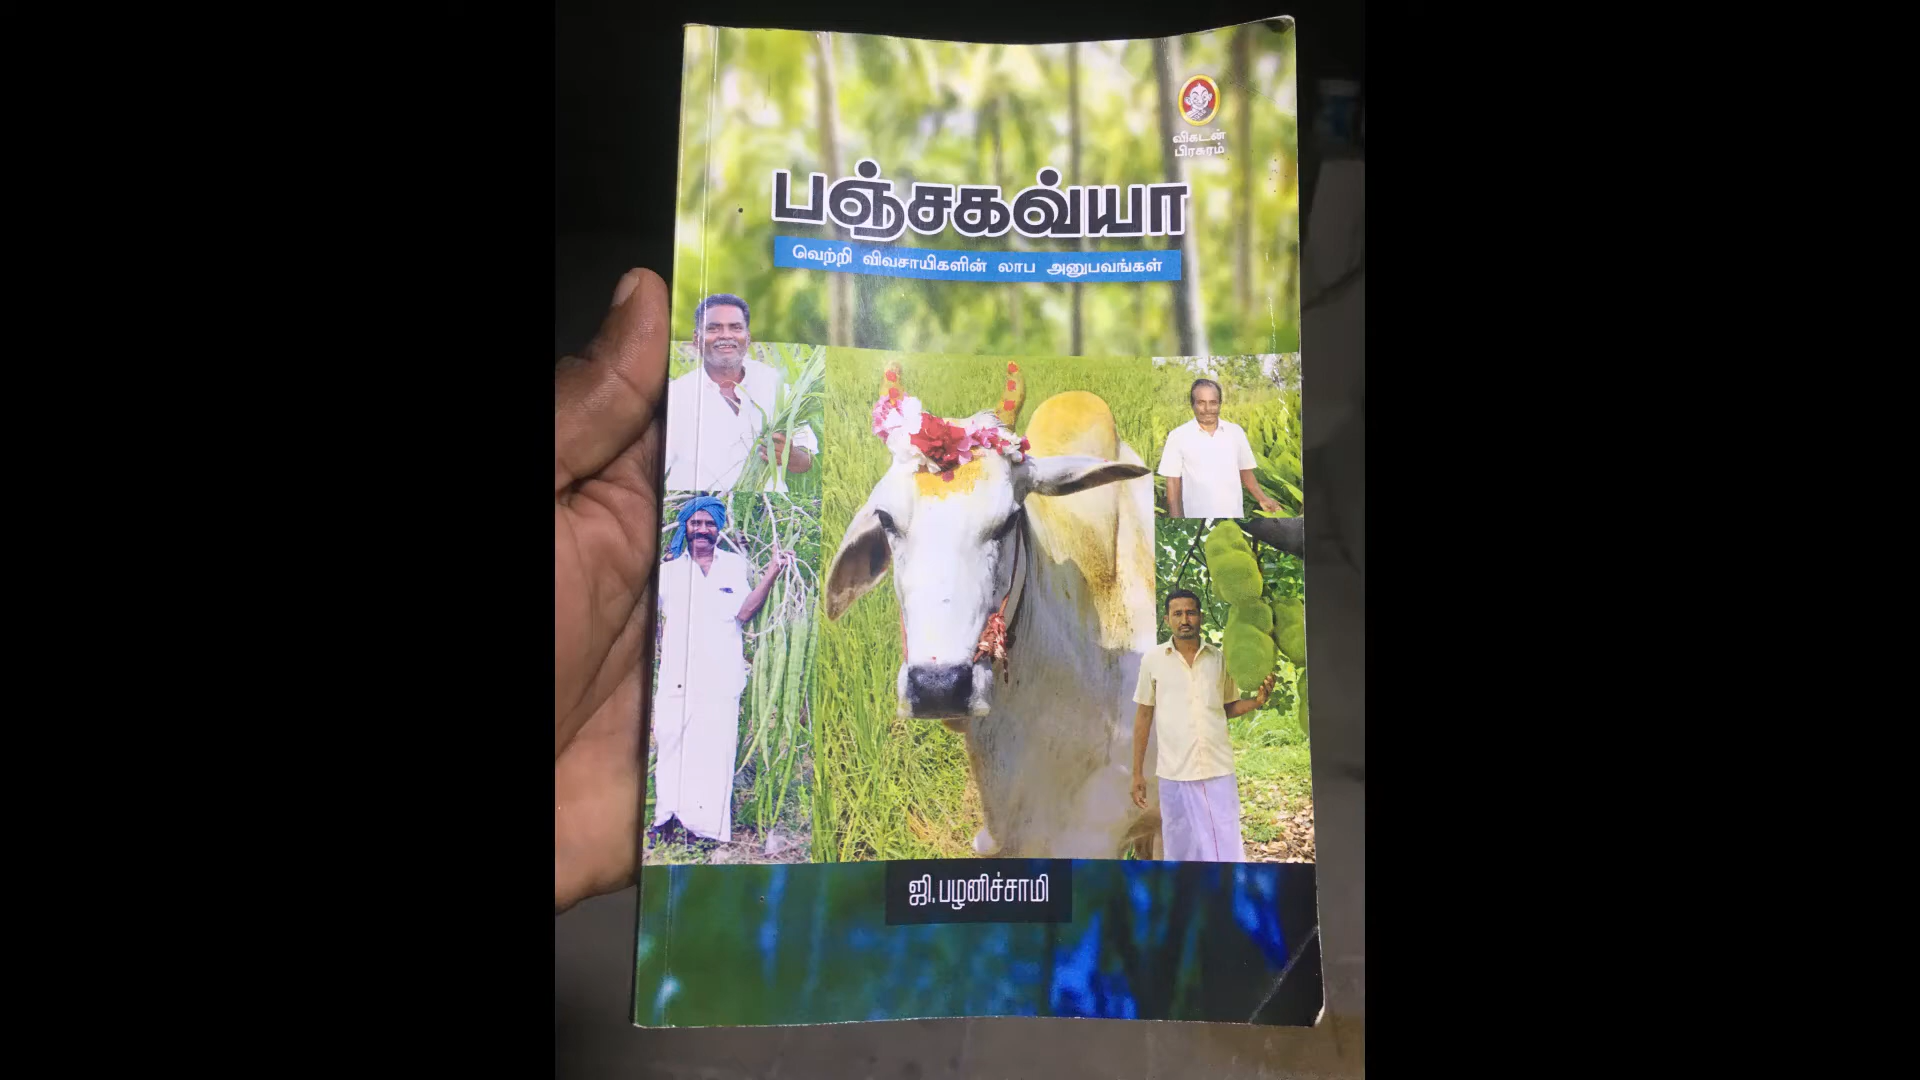 விகடன்
பிரசுரம்
பஞ்சகவ்யா
வெற்றி விவசாயிகளின் லாப அனுபவங்கள்
ஜி.பழனிச்சாமி